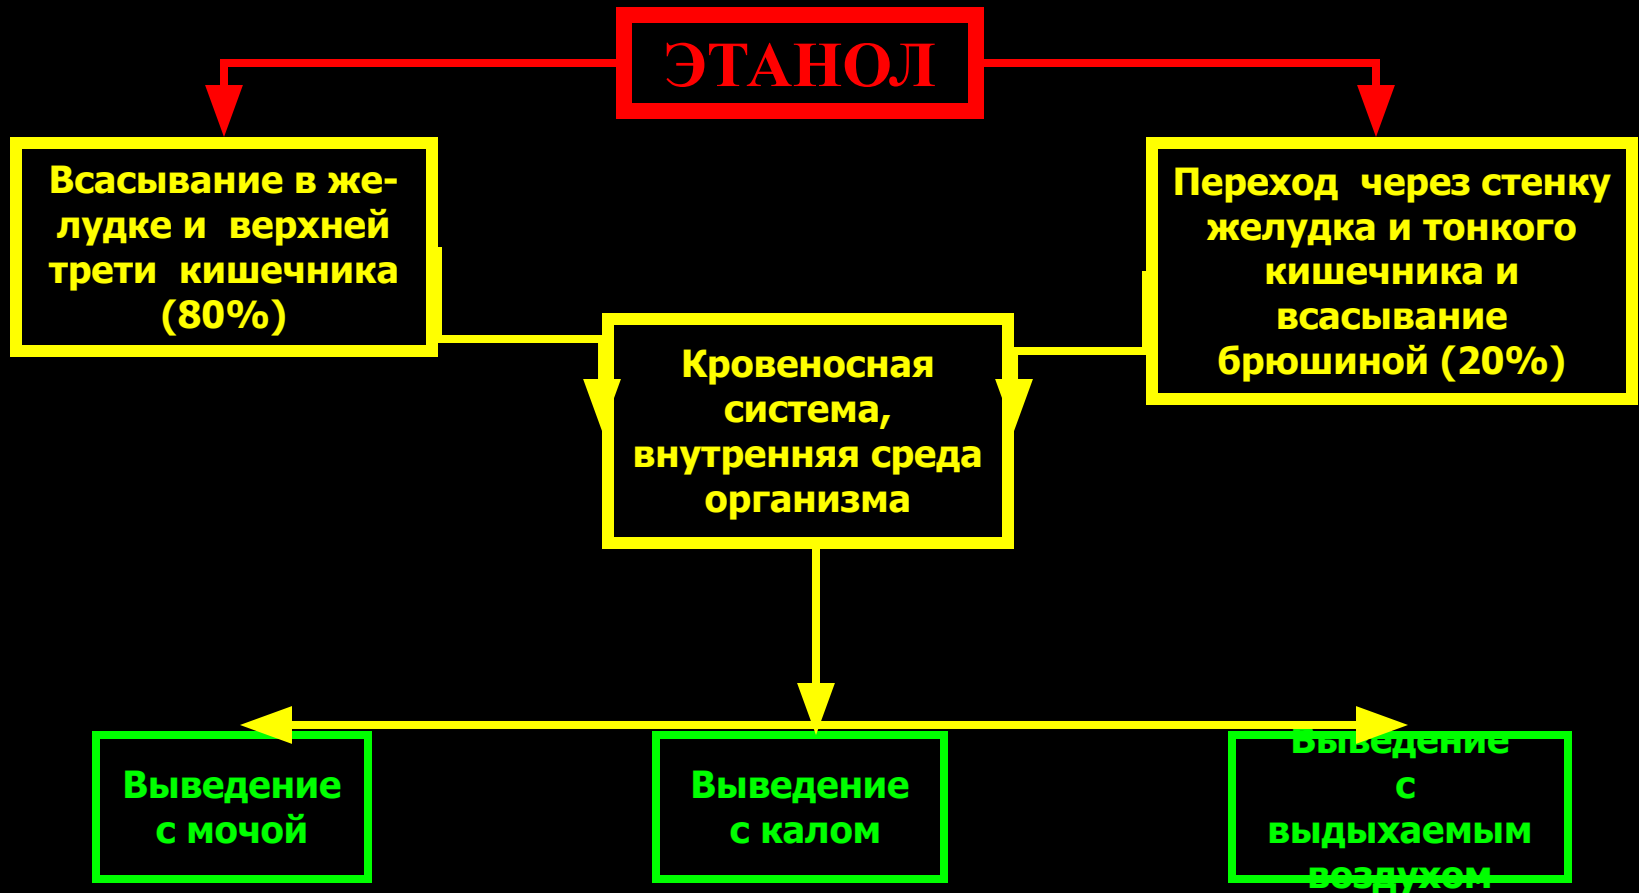 ЭТАНОЛ
Всасывание в же-
лудке и верхней
трети кишечника
(80%)
Переход через стенку
желудка и тонкого
кишечника и
всасывание
брюшиной (20%)
Кровеносная
система,
внутренняя среда
организма
Выведение
с мочой
Выведение
с калом
Выведение
с
выдыхаемым
воздухом